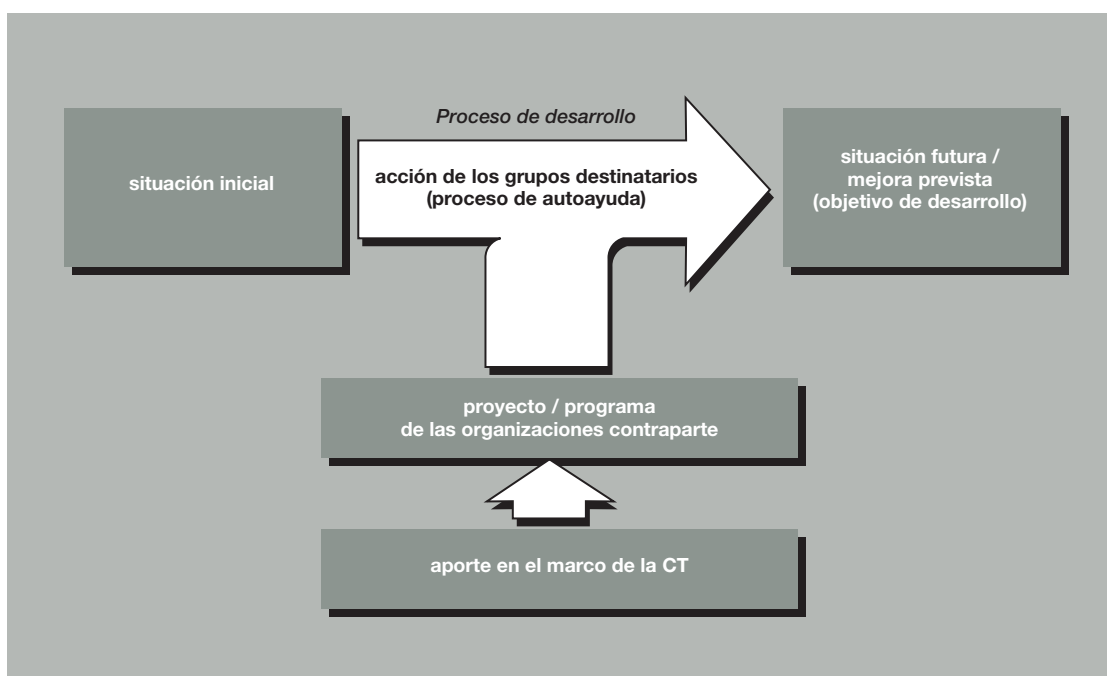 Proceso de desarrollo
situación inicial
acción de los grupos destinatarios
(proceso de autoayuda)
situación futura /
mejora prevista
(objetivo de desarrollo)
proyecto / programa
de las organizaciones contraparte
aporte en el marco de la CT